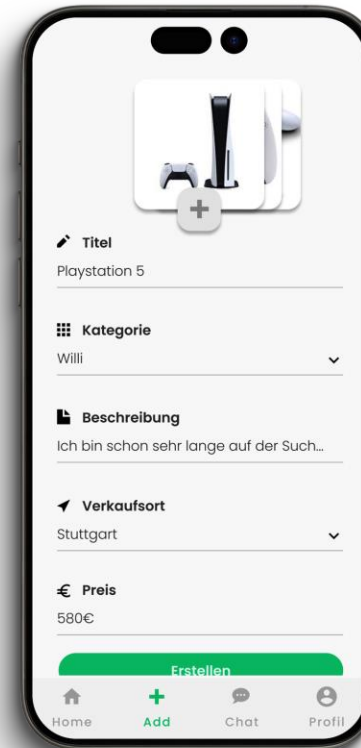 Titel
Playstation 5
Kategorie
Willi
Beschreibung
Ich bin schon sehr lange auf der Such...
Verkaufsort
Stuttgart
€ Preis
580€
Erstellen
Home Add Chat Profil